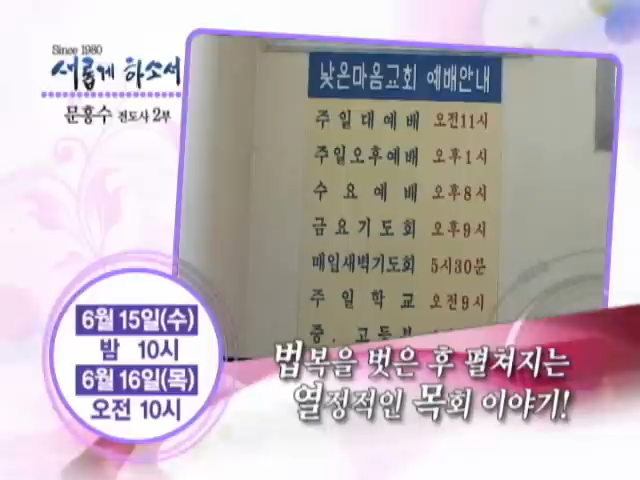 Since 1980
새롭게 하소서
문흥수 전도사 2부
낮은마음교회 예배안내
주일대예배 오전11시
주일오후예배 오후1시
수요예배 오후8시
금요기도회 오후9시
매일새벽기도회 5시30분
주일학교 오전9시
중.고등부
6월 15일(수)
밤 10시
6월 16일(목)
오전 10시
법복을 벗은 후 펼쳐지는
열정적인 목회 이야기!